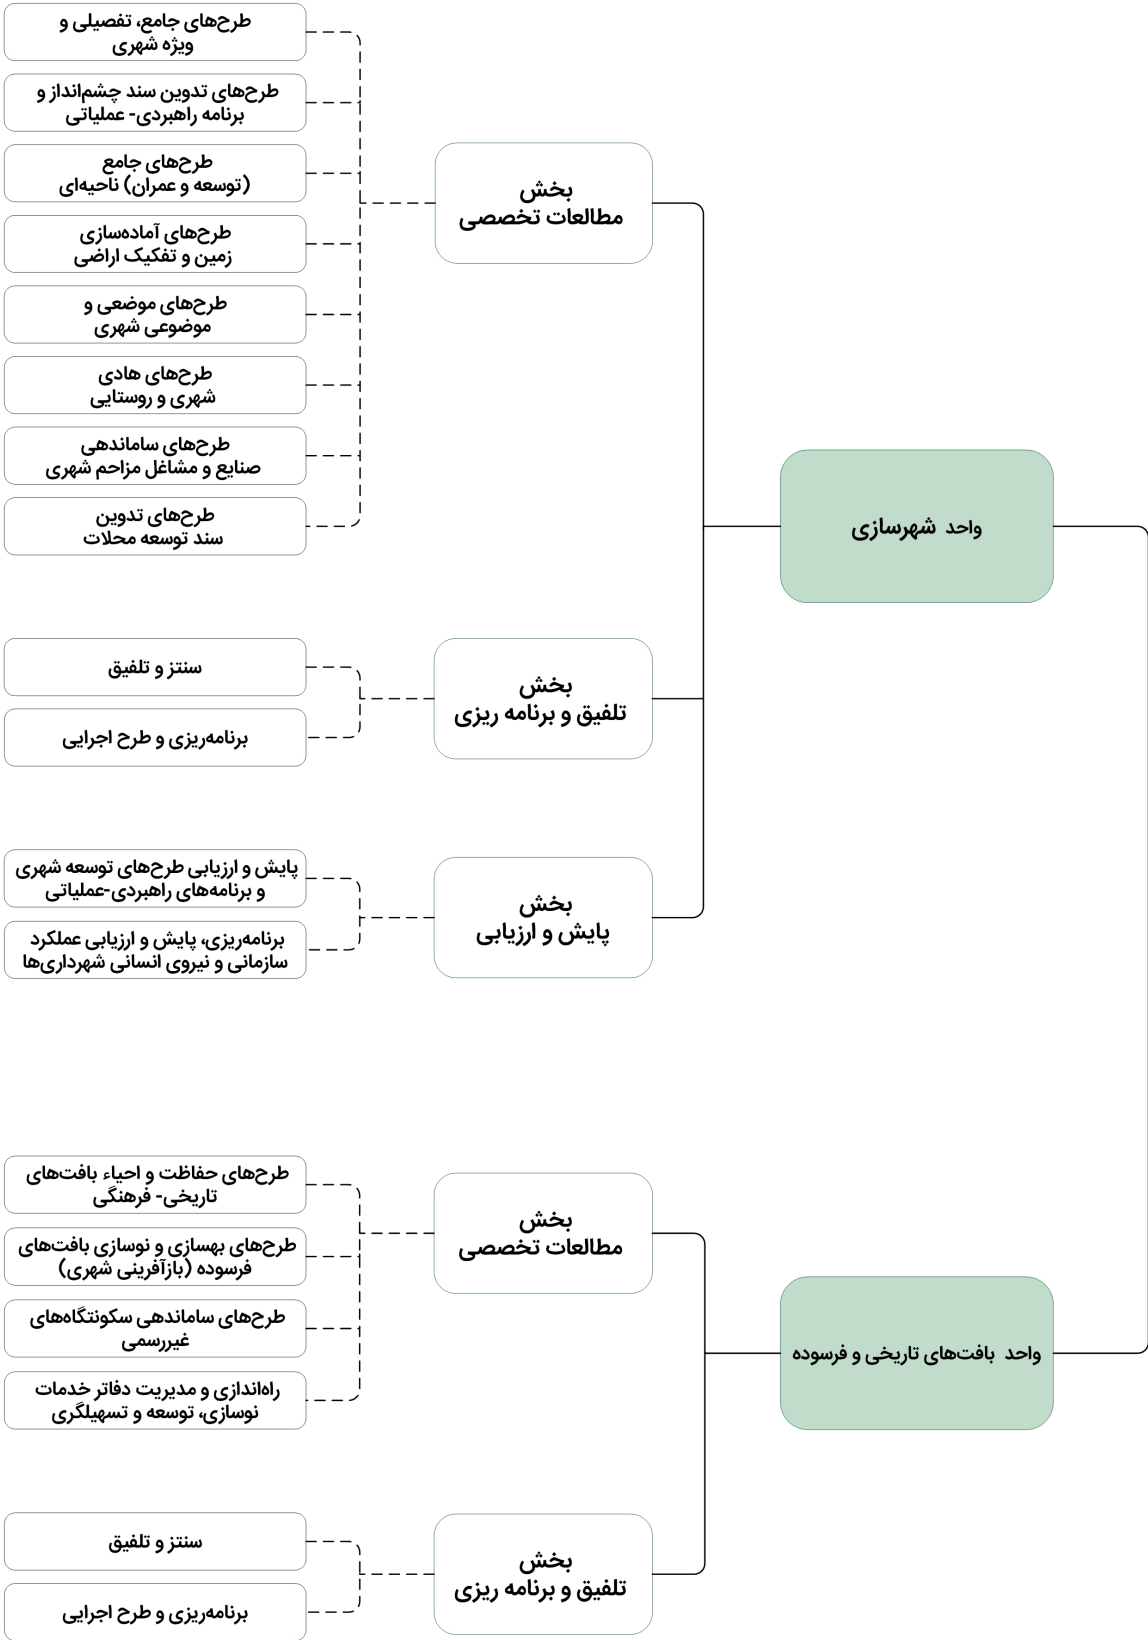 واحد شهرسازی
بخش
مطالعات تخصصی
طرح‌های جامع، تفصیلی و
ویژه شهری
طرح‌های تدوین سند چشم‌انداز و
برنامه راهبردی- عملیاتی
طرح‌های جامع
(توسعه و عمران) ناحیه‌ای
طرح‌های آماده‌سازی
زمین و تفکیک اراضی
طرح‌های موضعی و
موضوعی شهری
طرح‌های هادی
شهری و روستایی
طرح‌های ساماندهی
صنایع و مشاغل مزاحم شهری
طرح‌های تدوین
سند توسعه محلات
بخش
تلفیق و برنامه ریزی
سنتز و تلفیق
برنامه‌ریزی و طرح اجرایی
بخش
پایش و ارزیابی
پایش و ارزیابی طرح‌های توسعه شهری
و برنامه‌های راهبردی-عملیاتی
برنامه‌ریزی، پایش و ارزیابی عملکرد
سازمانی و نیروی انسانی شهرداری‌ها
واحد بافت‌های تاریخی و فرسوده
بخش
مطالعات تخصصی
طرح‌های حفاظت و احیاء بافت‌های
تاریخی- فرهنگی
طرح‌های بهسازی و نوسازی بافت‌های
فرسوده (بازآفرینی شهری)
طرح‌های ساماندهی سکونتگاه‌های
غیررسمی
راه‌اندازی و مدیریت دفاتر خدمات
نوسازی، توسعه و تسهیلگری
بخش
تلفیق و برنامه ریزی
سنتز و تلفیق
برنامه‌ریزی و طرح اجرایی